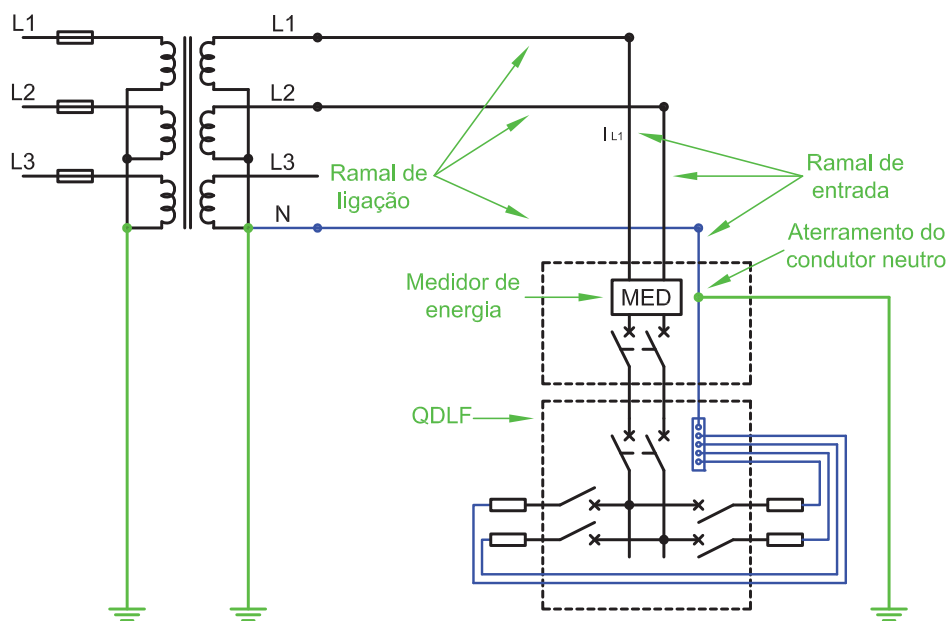 L1
L1
L2
L2
L3
L3
N
I L1
Ramal de
ligação
Ramal de
entrada
Aterramento do
condutor neutro
Medidor de
energia
MED
QDLF